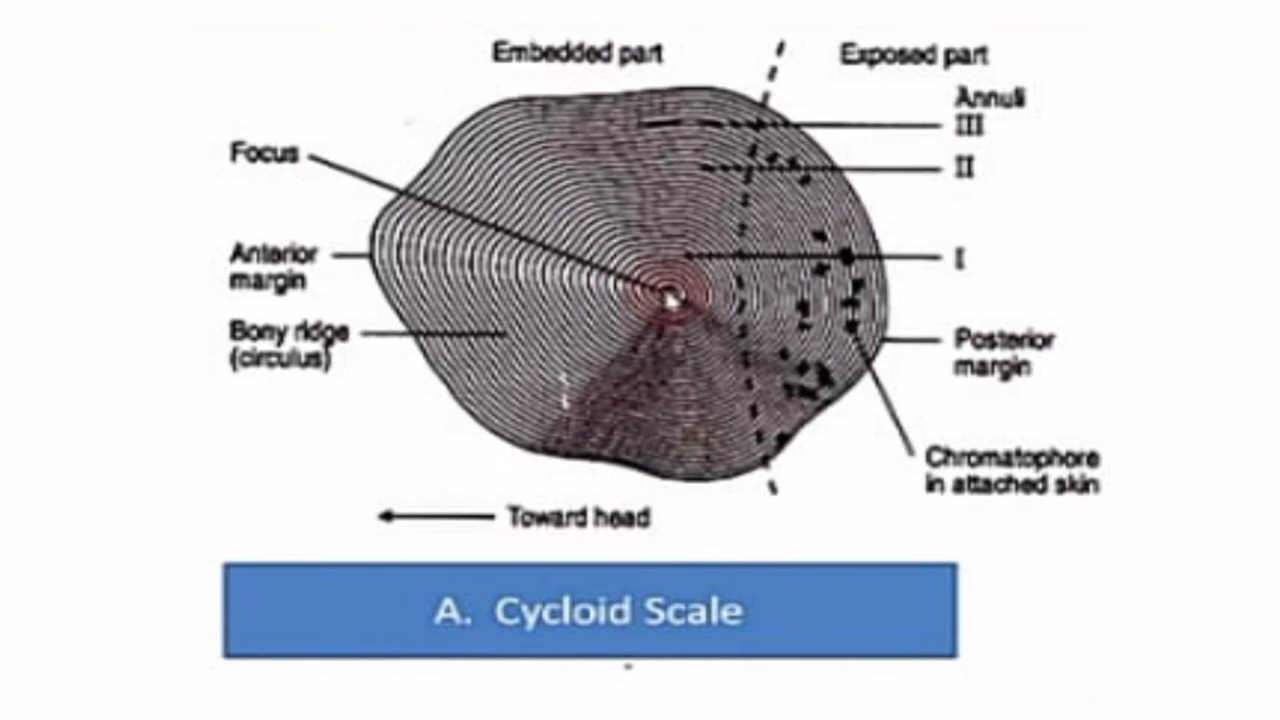 Embedded part
Exposed part
Annuli
III
II
I
Focus
Anterior
margin
Bony ridge
(circulus)
Posterior
margin
Chromatophore
in attached skin
Toward head
A. Cycloid Scale